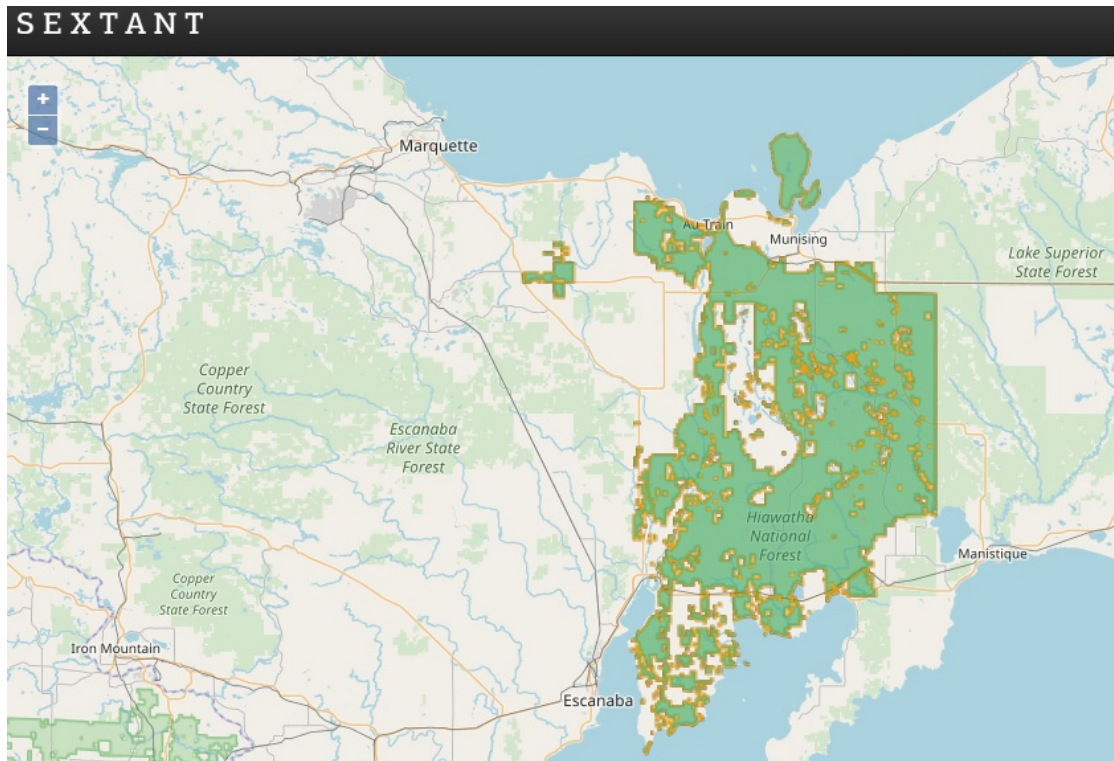 SEXTANT
+
−
Marquette
Au Train
Munising
Lake Superior
State Forest
Copper
Country
State Forest
Escanaba
River State
Forest
Hiawatha
National
Forest
Manistique
Copper
Country
State Forest
Iron Mountain
Escanaba